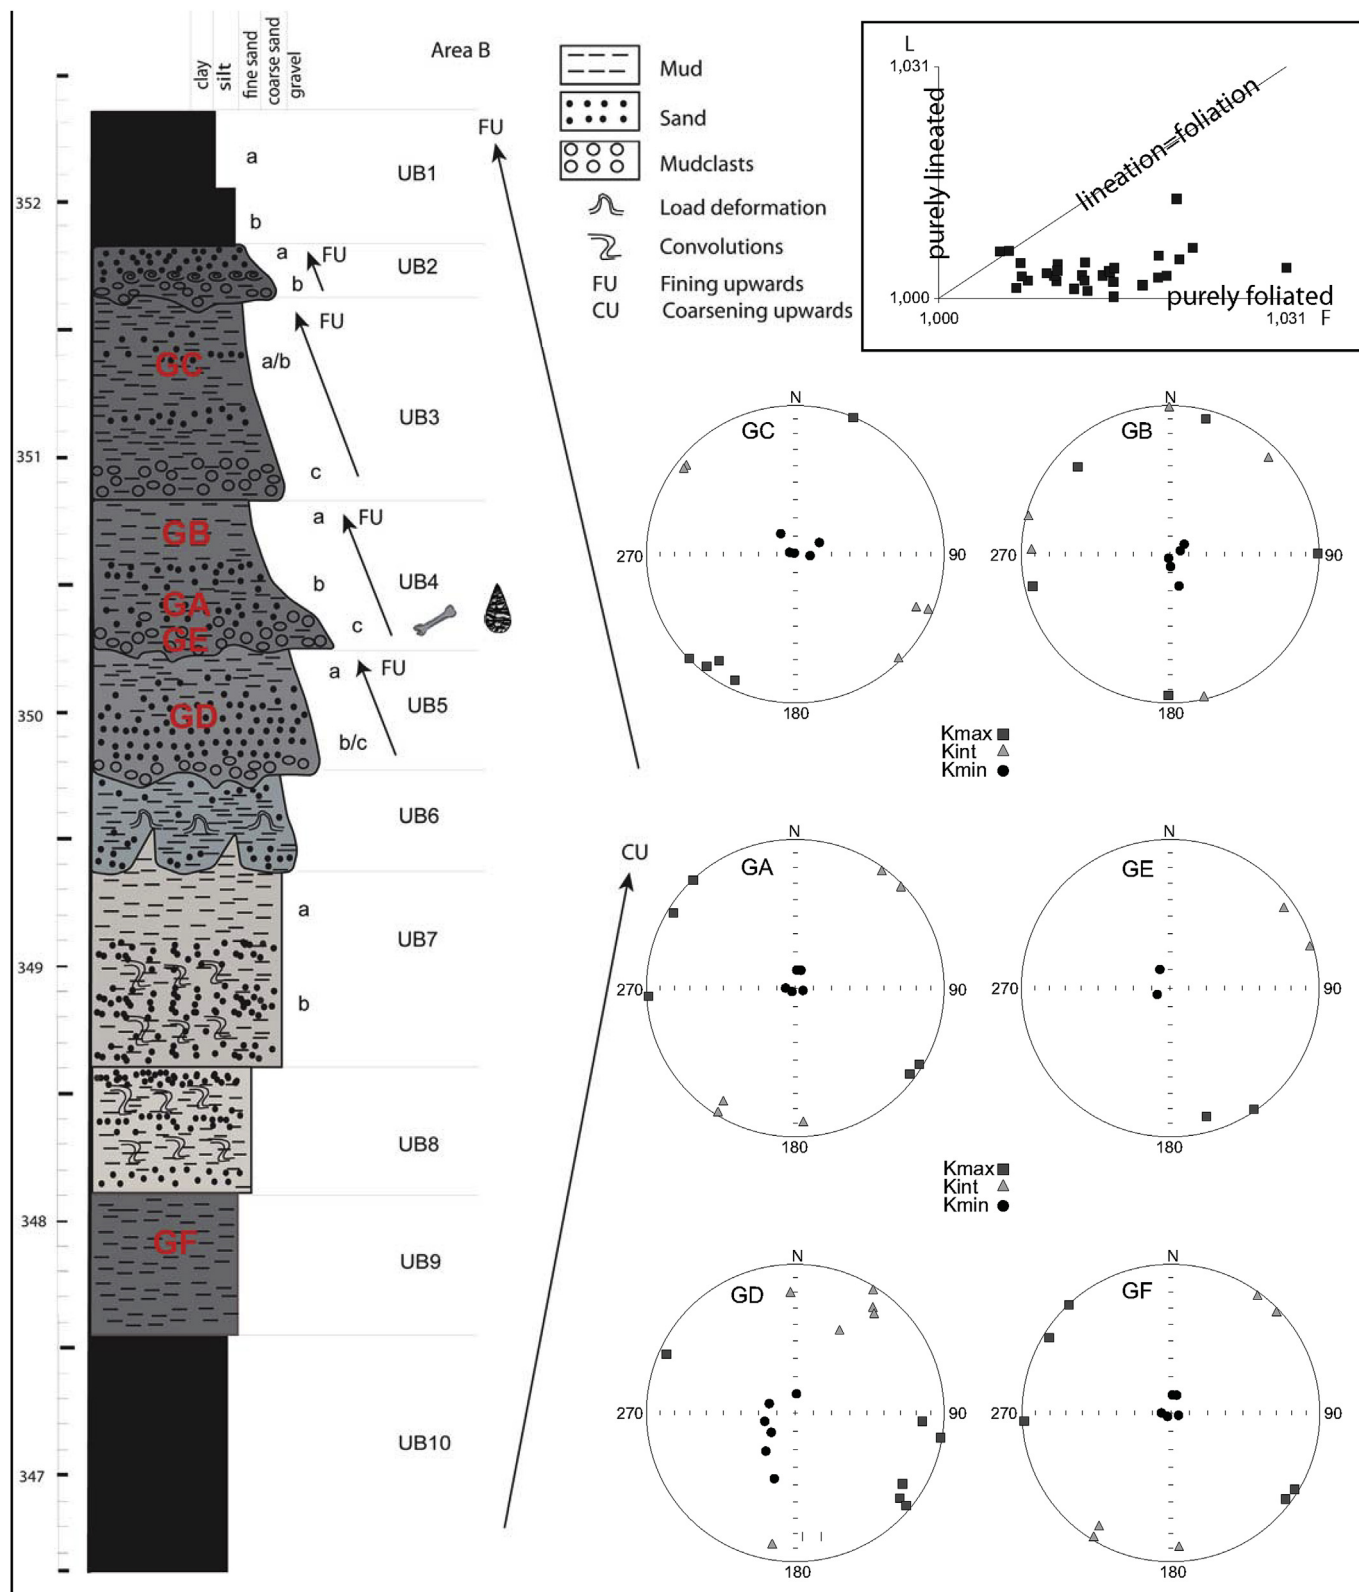 clay
silt
fine sand
coarse sand
gravel
Area B
Mud
Sand
Mudclasts
Load deformation
Convolutions
FU Fining upwards
CU Coarsening upwards
L
1,031
purely lineated
lineation=foliation
1,000
purely foliated
1,000
1,031
F
352
351
350
349
348
347
FU
a
UB1
b
a
FU
UB2
b
FU
GC
a/b
UB3
c
a
FU
GB
b
UB4
GA
c
GE
a
FU
UB5
GD
b/c
UB6
CU
a
UB7
b
UB8
GF
UB9
UB10
N
GC
270
90
180
N
GB
270
90
180
Kmax
Kint
Kmin
N
GA
270
90
180
N
GE
270
90
180
Kmax
Kint
Kmin
N
GD
270
90
180
N
GF
270
90
180